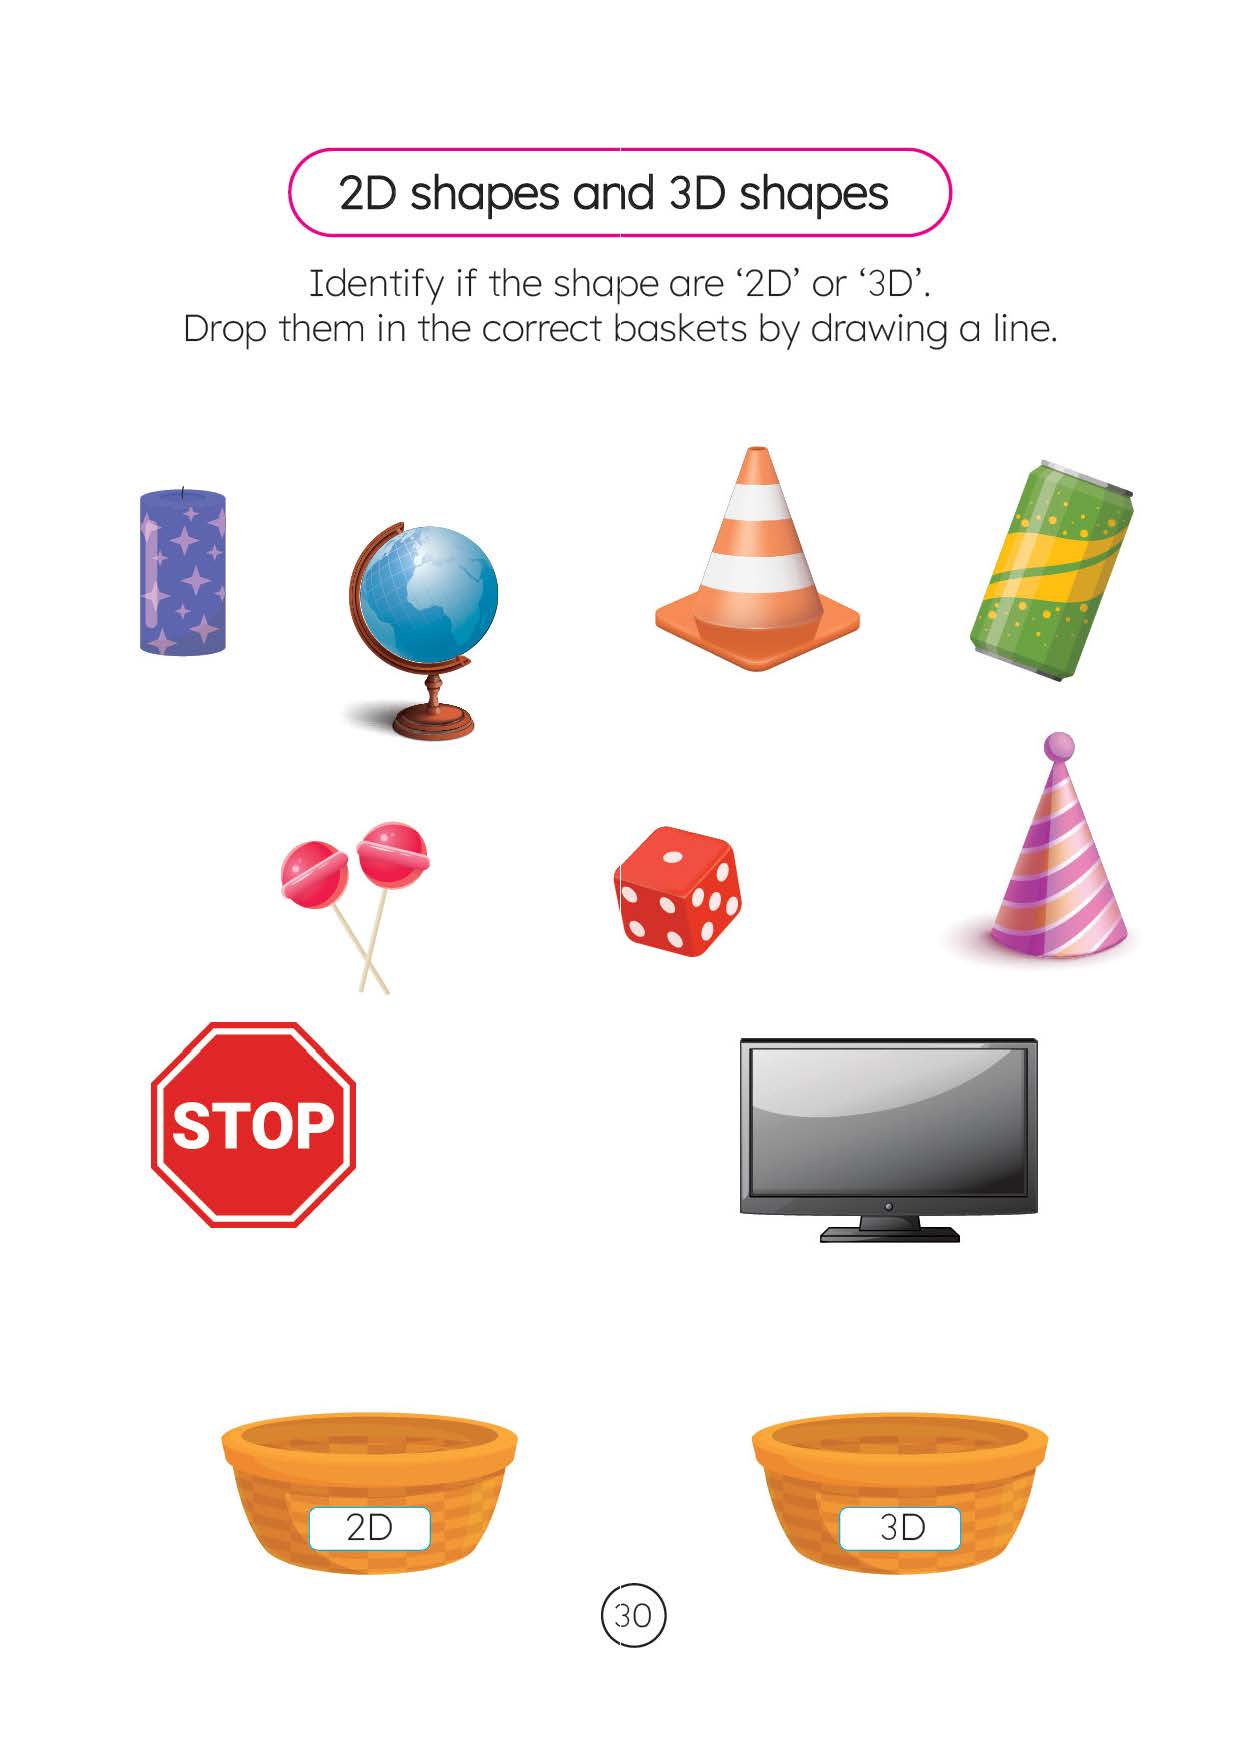 2D shapes and 3D shapes
Identify if the shape are ‘2D’ or ‘3D’.
Drop them in the correct baskets by drawing a line.
STOP
2D
3D
30